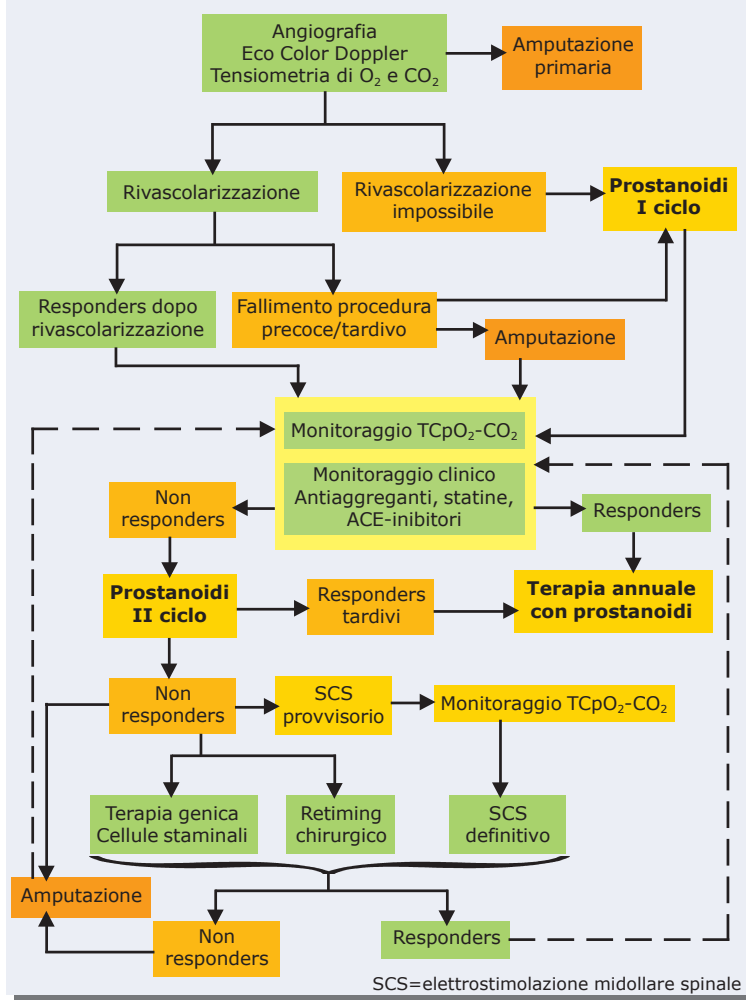 Angiografia
Eco Color Doppler
Tensiometria di O₂ e CO₂
Amputazione
primaria
Rivascolarizzazione
Rivascolarizzazione
impossibile
Prostanoidi
I ciclo
Responders dopo
rivascolarizzazione
Fallimento procedura
precoce/tardivo
Amputazione
Monitoraggio TCpO₂-CO₂
Monitoraggio clinico
Antiaggreganti, statine,
ACE-inibitori
Non
responders
Responders
Prostanoidi
II ciclo
Responders
tardivi
Terapia annuale
con prostanoidi
Non
responders
SCS
provvisorio
Monitoraggio TCpO₂-CO₂
Terapia genica
Cellule staminali
Retiming
chirurgico
SCS
definitivo
Amputazione
Non
responders
Responders
SCS=elettrostimolazione midollare spinale